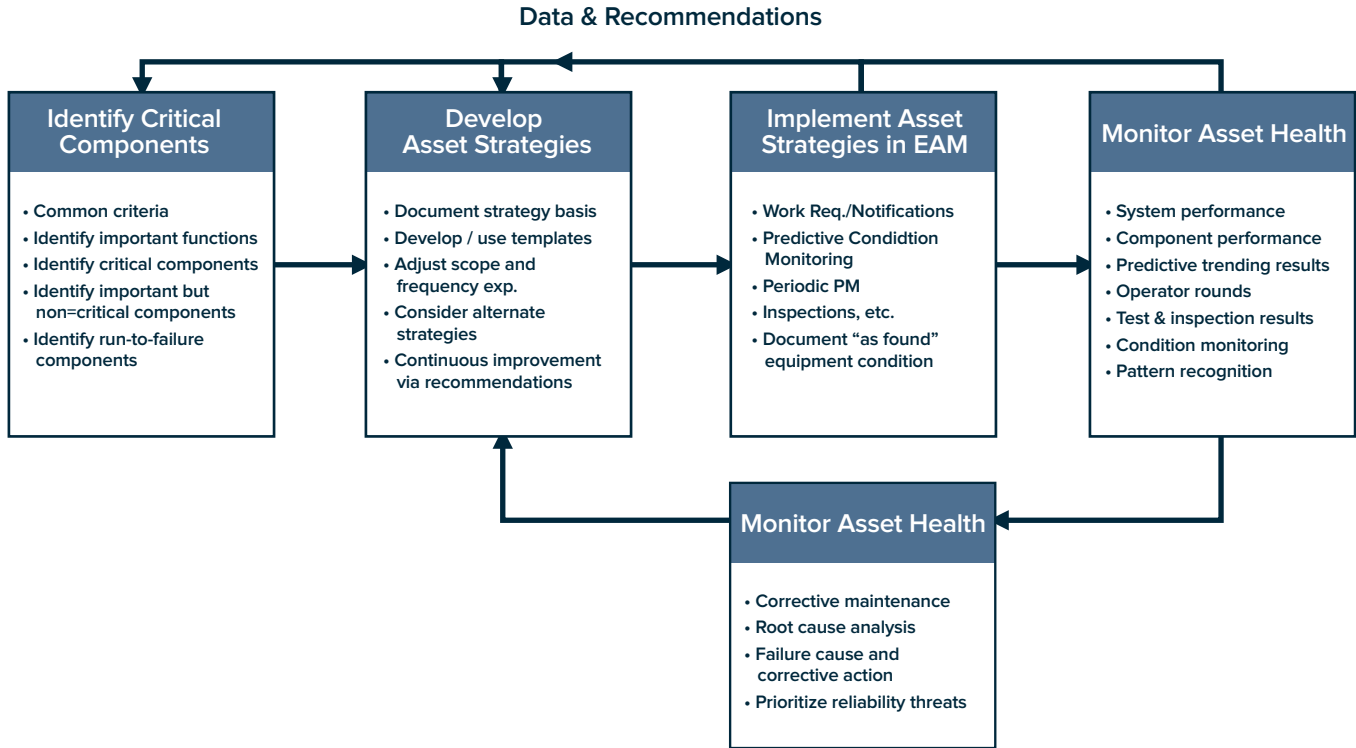 Data & Recommendations
Identify Critical
Components
• Common criteria
• Identify important functions
• Identify critical components
• Identify important but
non=critical components
• Identify run-to-failure
components
Develop
Asset Strategies
• Document strategy basis
• Develop / use templates
• Adjust scope and
frequency exp.
• Consider alternate
strategies
• Continuous improvement
via recommendations
Implement Asset
Strategies in EAM
• Work Req./Notifications
• Predictive Condidtion
Monitoring
• Periodic PM
• Inspections, etc.
• Document “as found”
equipment condition
Monitor Asset Health
• System performance
• Component performance
• Predictive trending results
• Operator rounds
• Test & inspection results
• Condition monitoring
• Pattern recognition
Monitor Asset Health
• Corrective maintenance
• Root cause analysis
• Failure cause and
corrective action
• Prioritize reliability threats